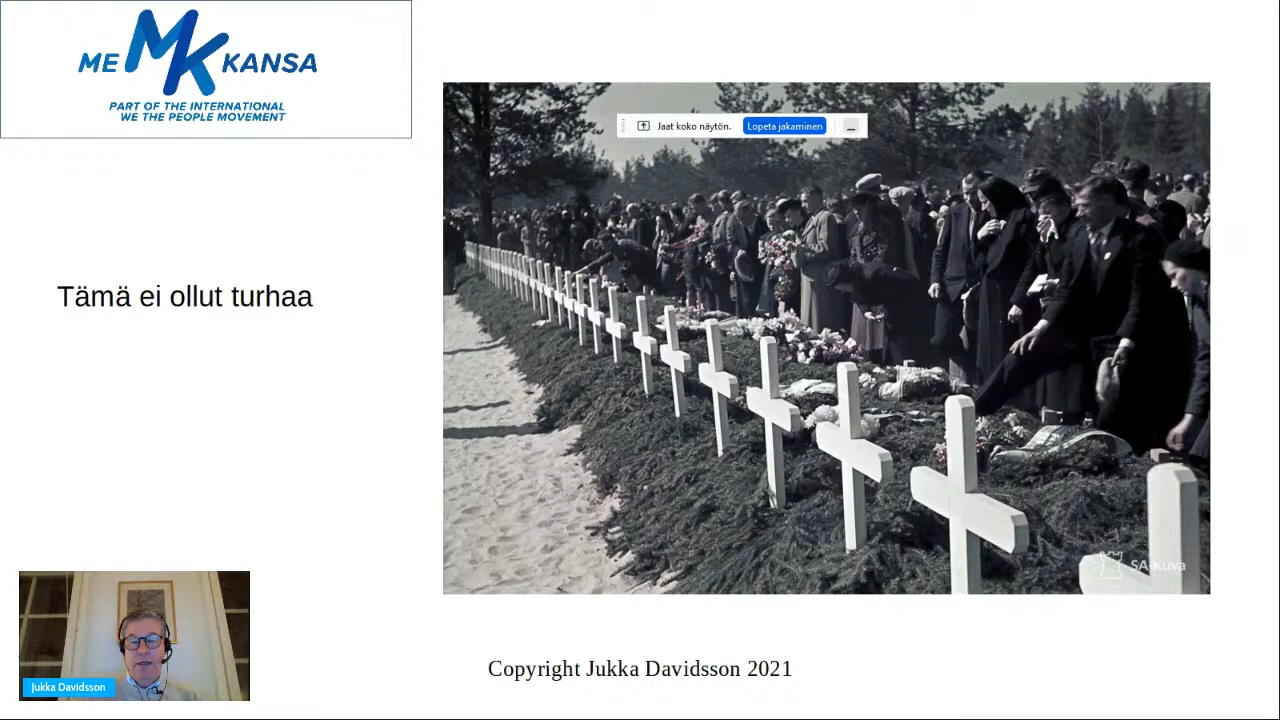 ME MK KANSA
PART OF THE INTERNATIONAL
WE THE PEOPLE MOVEMENT
Jaat koko näytön. Lopeta jakaminen
Tämä ei ollut turhaa
SA-kuva
Jukka Davidsson
Copyright Jukka Davidsson 2021